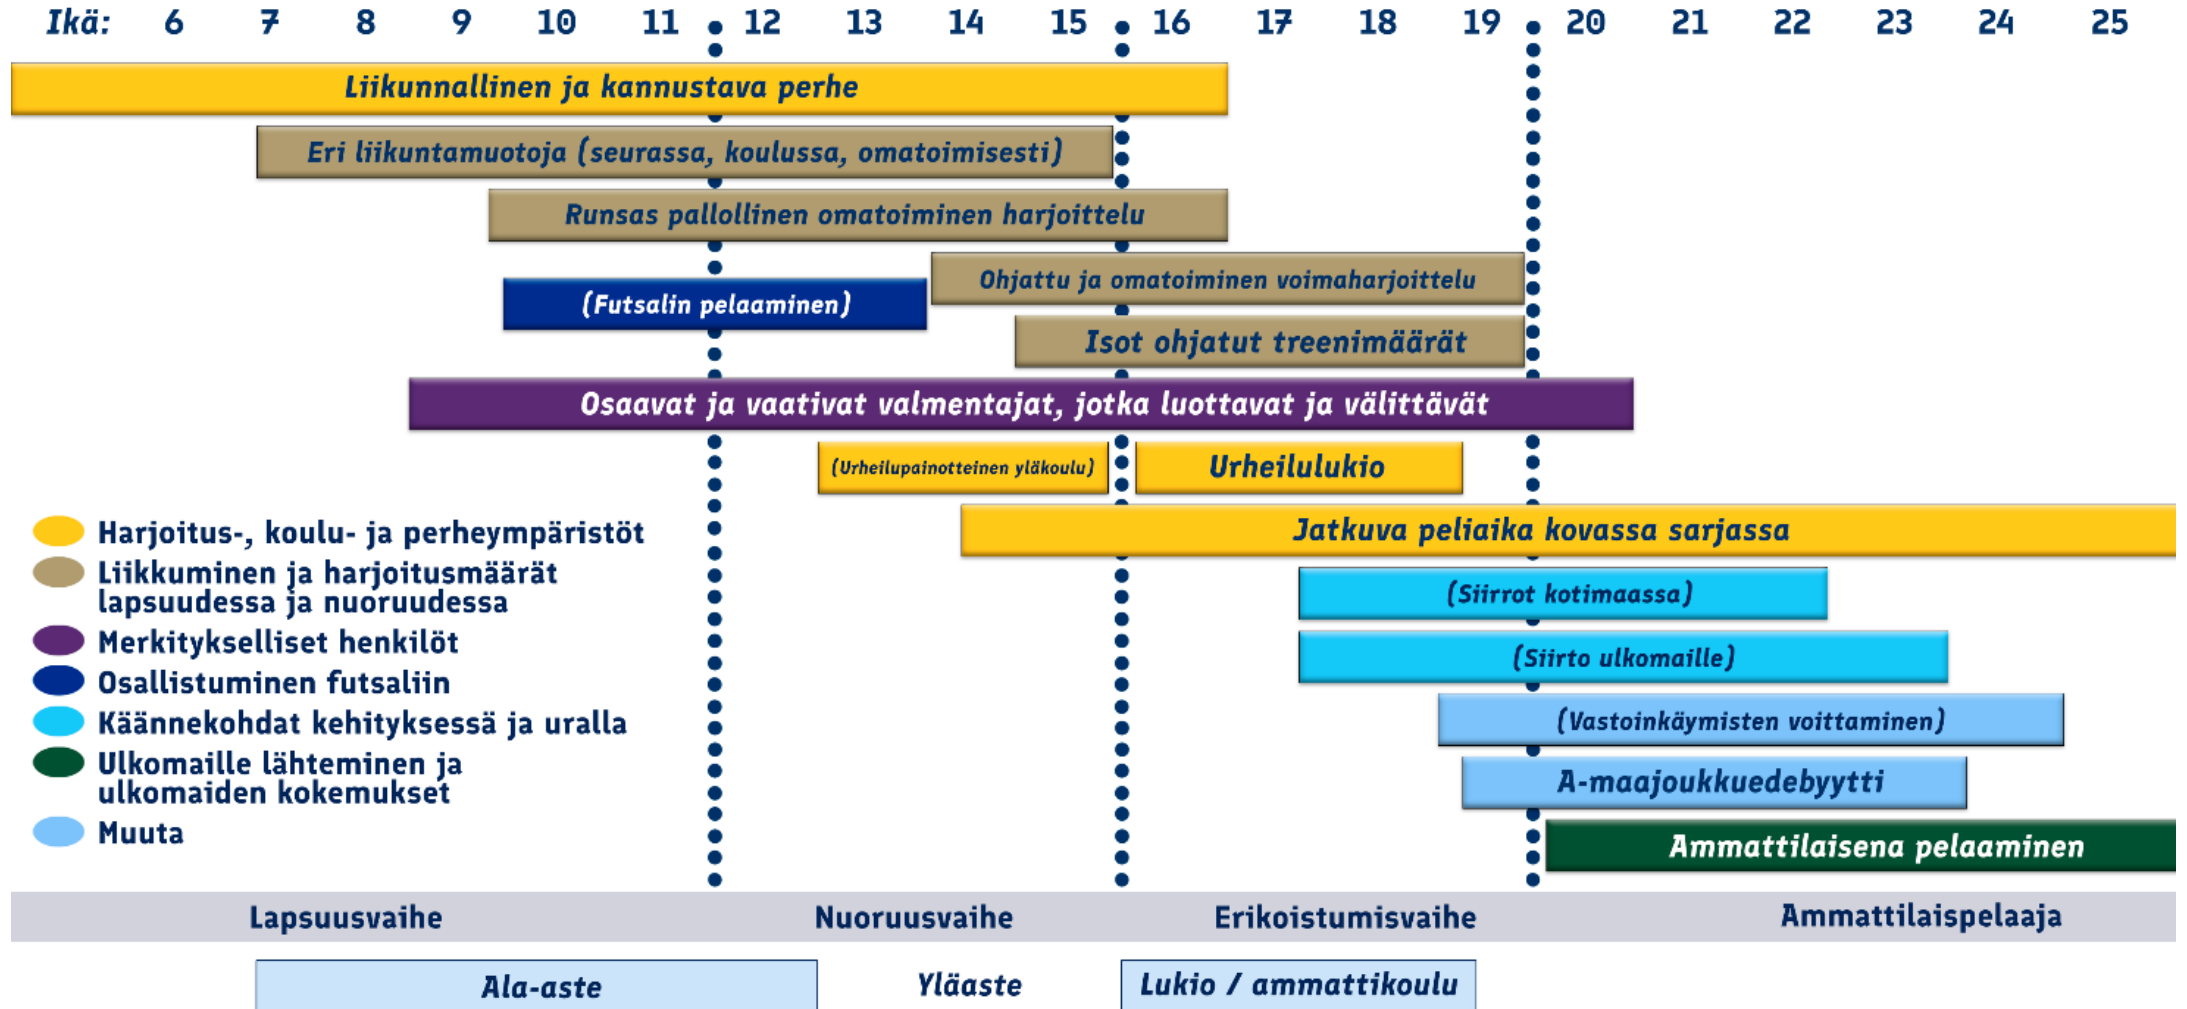 Ikä: 6 7 8 9 10 11 12 13 14 15 16 17 18 19 20 21 22 23 24 25
Liikunnallinen ja kannustava perhe
Eri liikuntamuotoja (seurassa, koulussa, omatoimisesti)
Runsas pallollinen omatoiminen harjoittelu
Ohjattu ja omatoiminen voimaharjoittelu
(Futsalin pelaaminen)
Isot ohjatut treenimäärät
Osaavat ja vaativat valmentajat, jotka luottavat ja välittävät
(Urheilupainotteinen yläkoulu)
Urheilulukio
Jatkuva peliaika kovassa sarjassa
(Siirrot kotimaassa)
(Siirto ulkomaille)
(Vastoinkäymisten voittaminen)
A-maajoukkuedebyytti
Ammattilaisena pelaaminen
Harjoitus-, koulu- ja perheympäristöt
Liikkuminen ja harjoitusmäärät
lapsuudessa ja nuoruudessa
Merkitykselliset henkilöt
Osallistuminen futsaliin
Käännekohdat kehityksessä ja uralla
Ulkomaille lähteminen ja
ulkomaiden kokemukset
Muuta
Lapsuusvaihe
Nuoruusvaihe
Erikoistumisvaihe
Ammattilaispelaaja
Ala-aste
Yläaste
Lukio / ammattikoulu